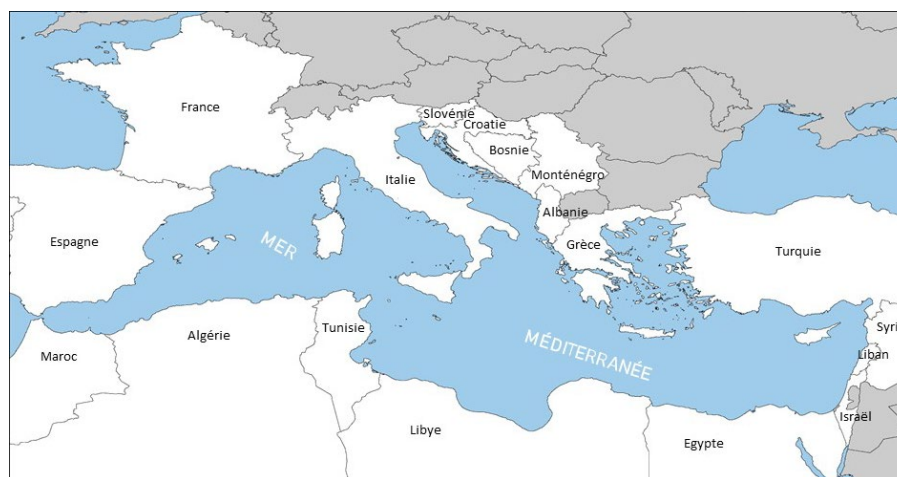 France
Slovénie
Croatie
Bosnie
Monténégro
Italie
Albanie
Espagne
MER
Grèce
Turquie
Maroc
Algérie
Tunisie
MÉDITERRANÉE
Syri
Liban
Israël
Libye
Egypte